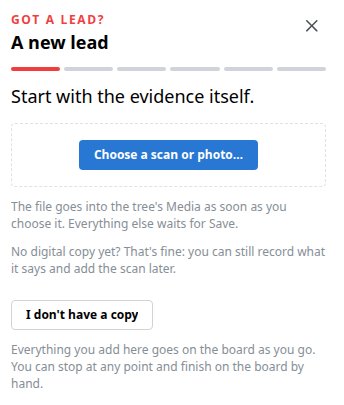 GOT A LEAD?
A new lead
Start with the evidence itself.
Choose a scan or photo...
The file goes into the tree's Media as soon as you
choose it. Everything else waits for Save.
No digital copy yet? That's fine: you can still record what
it says and add the scan later.
I don't have a copy
Everything you add here goes on the board as you go.
You can stop at any point and finish on the board by
hand.